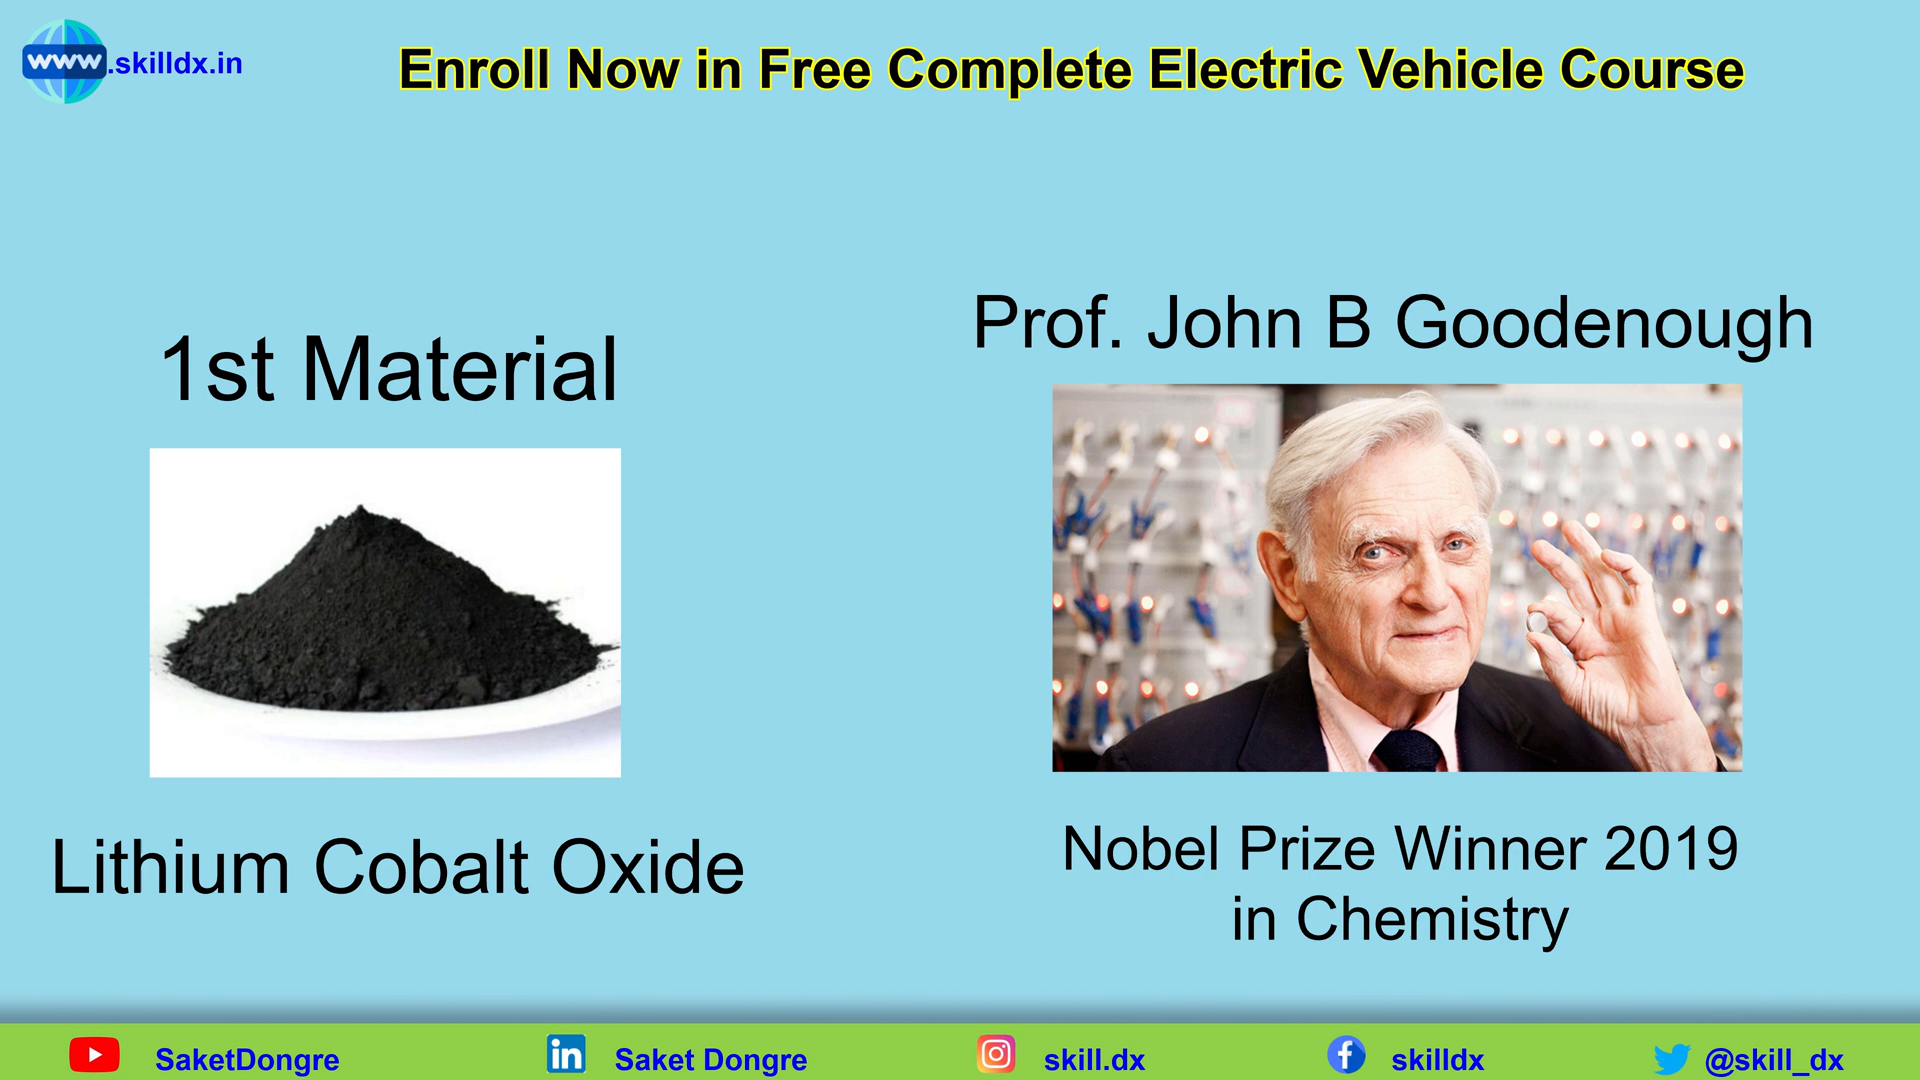 www.skilldx.in
Enroll Now in Free Complete Electric Vehicle Course
1st Material
Lithium Cobalt Oxide
Prof. John B Goodenough
Nobel Prize Winner 2019
in Chemistry
SaketDongre
in Saket Dongre
skill.dx
skilldx
@skill_dx